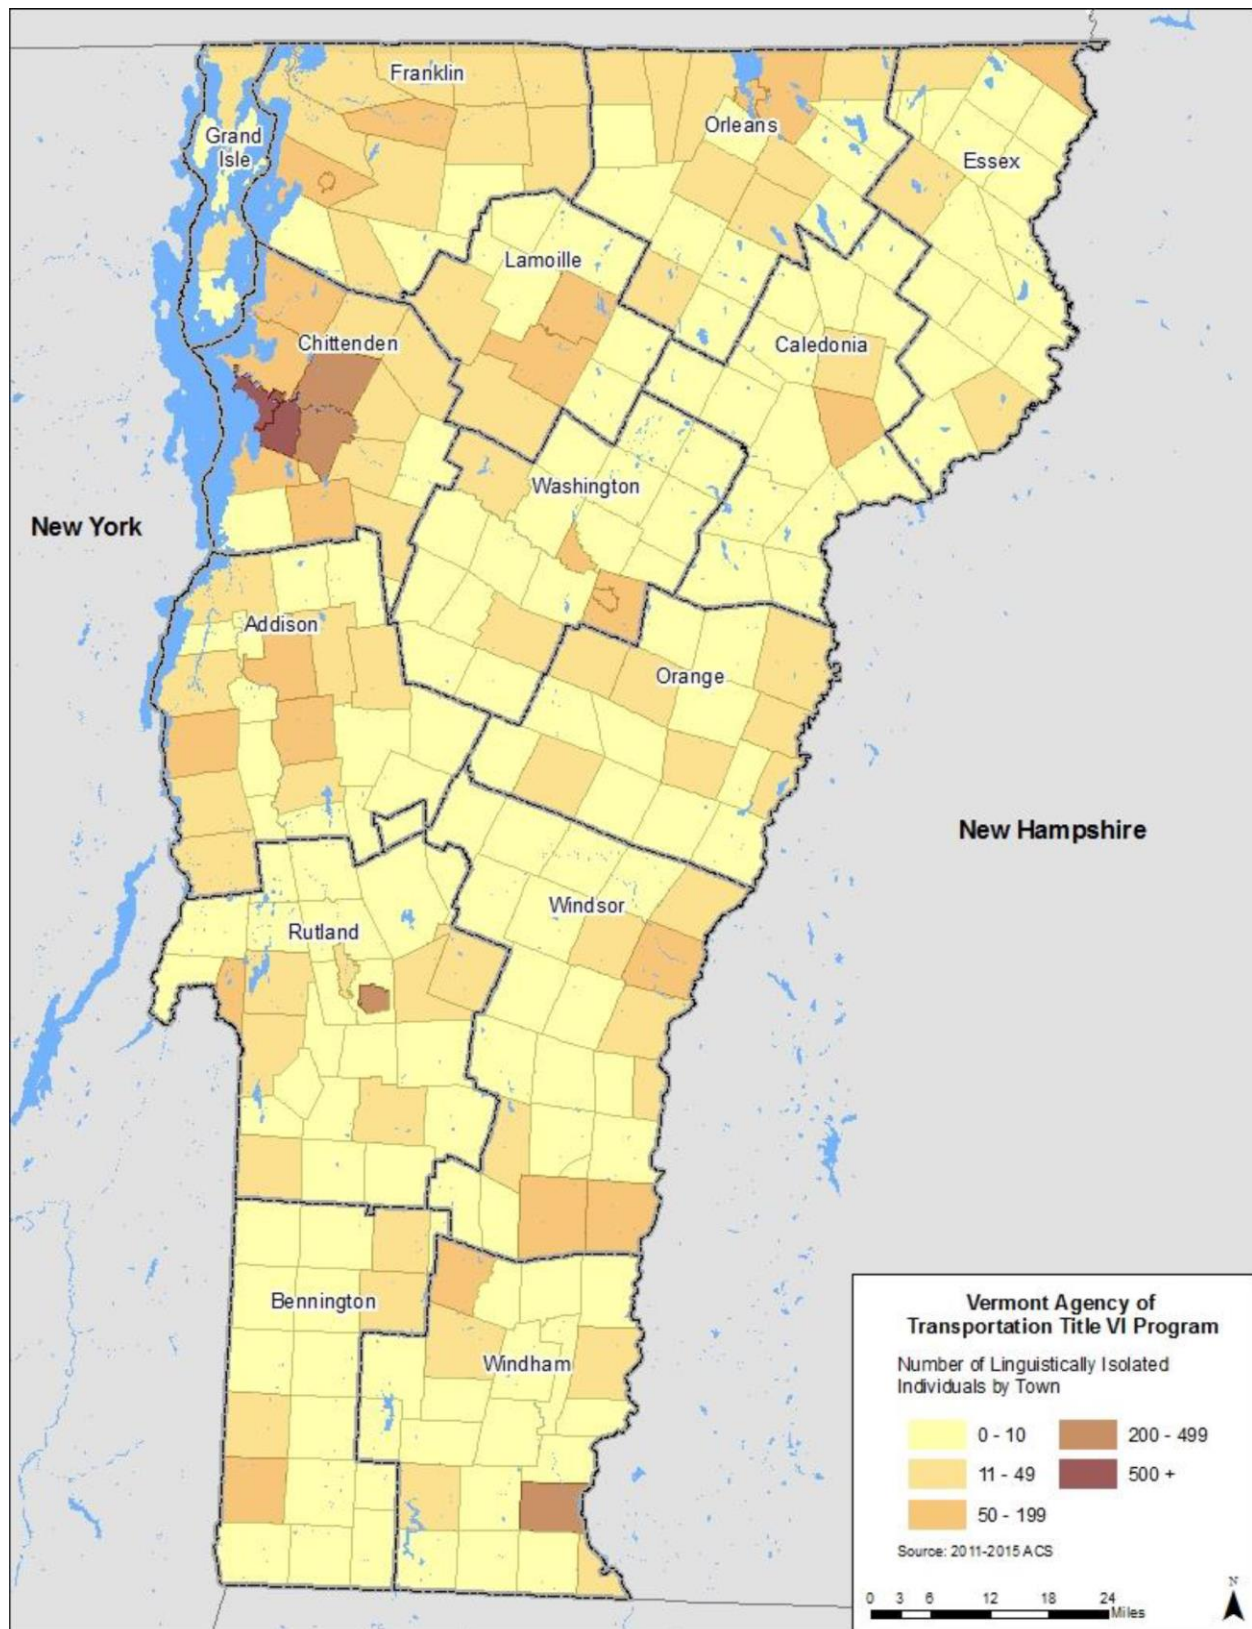 Franklin
Grand
Isle
Orleans
Essex
Lamoille
Chittenden
Caledonia
Washington
New York
Addison
Orange
New Hampshire
Windsor
Rutland
Bennington
Windham
Vermont Agency of
Transportation Title VI Program
Number of Linguistically Isolated
Individuals by Town
0 - 10
200 - 499
11 - 49
500 +
50 - 199
Source: 2011-2015 ACS
0 3 6 12 18 24
Miles
N